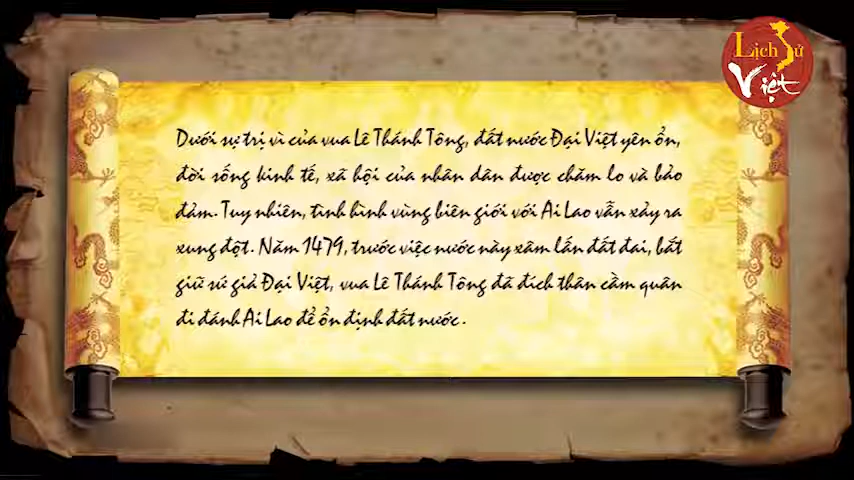 Lịch Sử
Việt
Dưới sự trị vì của vua Lê Thánh Tông, đất nước Đại Việt yên ổn,
đời sống kinh tế, xã hội của nhân dân được chăm lo và bảo
đảm. Tuy nhiên, tình hình vùng biên giới với Ai Lao vẫn xảy ra
xung đột. Năm 1479, trước việc nước này xâm lấn đất đai, bắt
giữ sứ giả Đại Việt, vua Lê Thánh Tông đã đích thân cầm quân
đi đánh Ai Lao để ổn định đất nước.